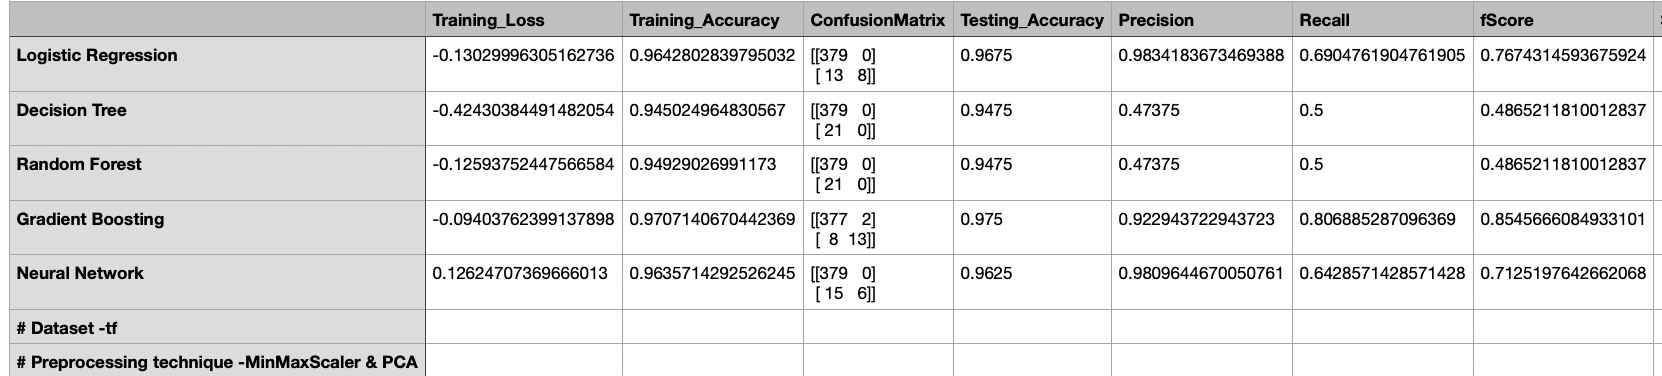 Training_Loss Training_Accuracy ConfusionMatrix Testing_Accuracy Precision Recall fScore
Logistic Regression -0.13029996305162736 0.9642802839795032 [[379 0] 0.9675 0.9834183673469388 0.6904761904761905 0.7674314593675924
[ 13 8]]
Decision Tree -0.42430384491482054 0.945024964830567 [[379 0] 0.9475 0.47375 0.5 0.4865211810012837
[ 21 0]]
Random Forest -0.12593752447566584 0.94929026991173 [[379 0] 0.9475 0.47375 0.5 0.4865211810012837
[ 21 0]]
Gradient Boosting -0.09403762399137898 0.9707140670442369 [[377 2] 0.975 0.922943722943723 0.806885287096369 0.8545666084933101
[ 8 13]]
Neural Network 0.12624707369666013 0.9635714292526245 [[379 0] 0.9625 0.9809644670050761 0.6428571428571428 0.7125197642662068
[ 15 6]]
# Dataset -tf
# Preprocessing technique -MinMaxScaler & PCA